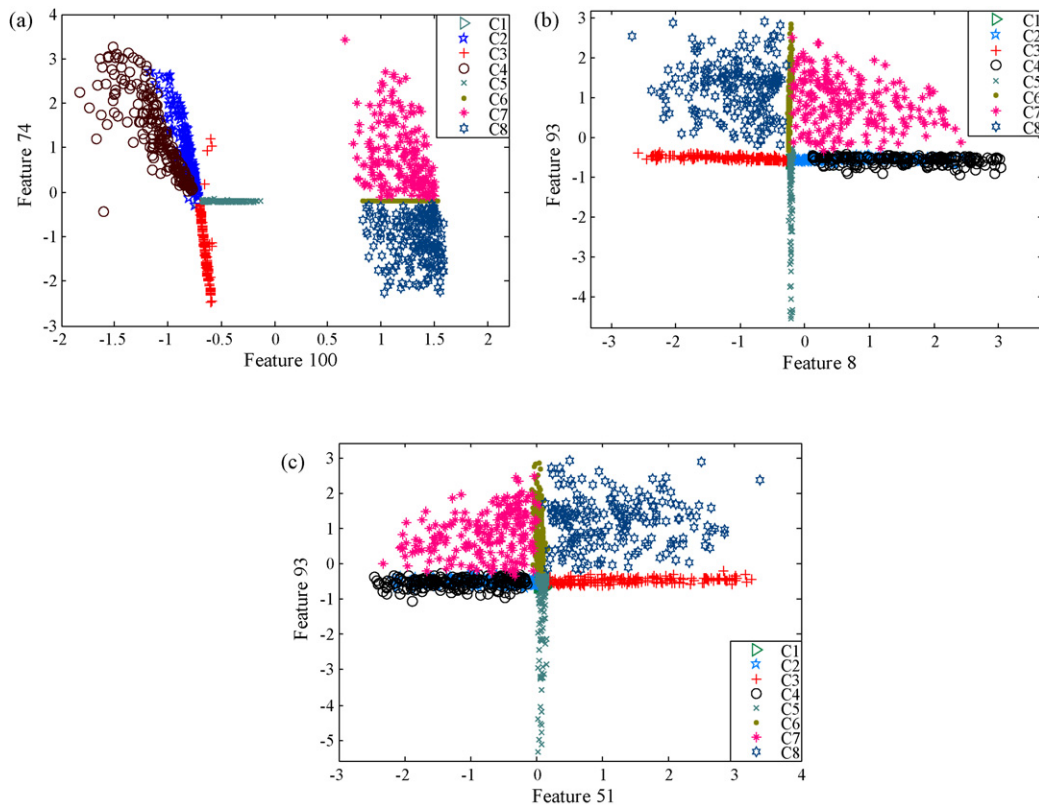 (a)
4
3
2
1
0
-1
-2
-3
-2
-1.5
-1
-0.5
0
0.5
1
1.5
2
Feature 74
Feature 100
C1
C2
C3
C4
C5
C6
C7
C8
(b)
3
2
1
0
-1
-2
-3
-4
-3
-2
-1
0
1
2
3
Feature 93
Feature 8
C1
C2
C3
C4
C5
C6
C7
C8
(c)
3
2
1
0
-1
-2
-3
-4
-5
-3
-2
-1
0
1
2
3
4
Feature 93
Feature 51
C1
C2
C3
C4
C5
C6
C7
C8